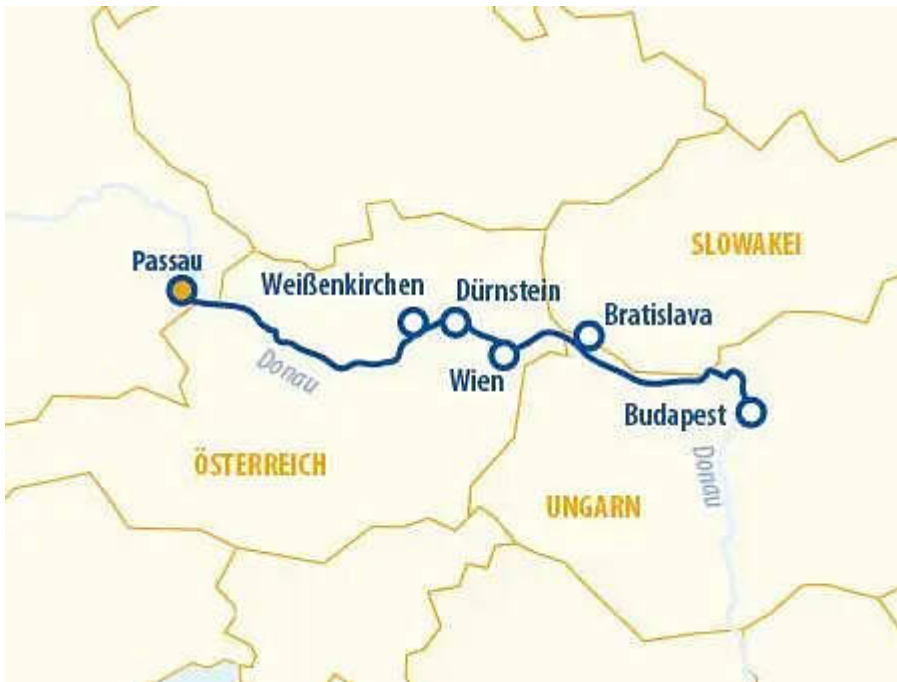 SLOWAKEI
Passau
Weißenkirchen
Dürnstein
Bratislava
Donau
Wien
Budapest
ÖSTERREICH
Donau
UNGARN